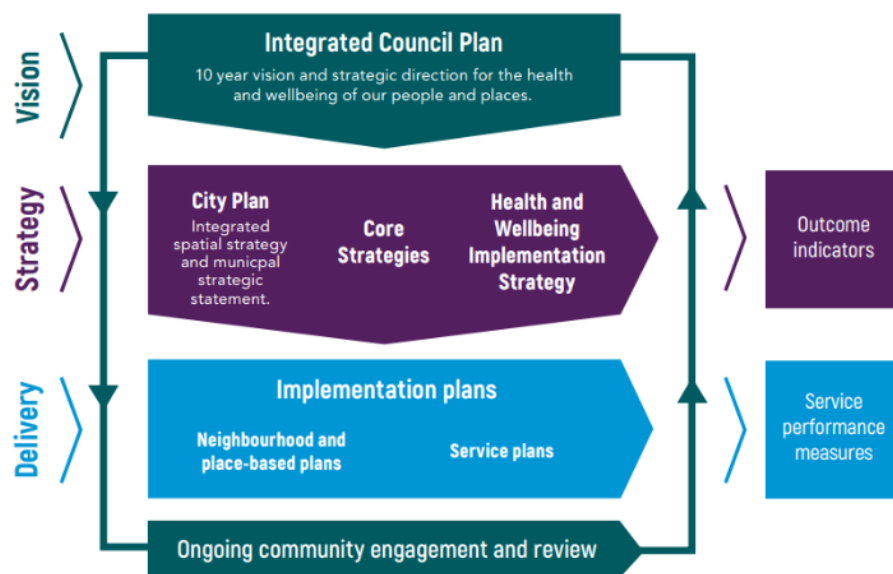 Vision
Integrated Council Plan
10 year vision and strategic direction for the health
and wellbeing of our people and places.
Strategy
City Plan
Integrated
spatial strategy
and municpal
strategic
statement.
Core
Strategies
Health and
Wellbeing
Implementation
Strategy
Outcome
indicators
Delivery
Implementation plans
Neighbourhood and
place-based plans
Service plans
Service
performance
measures
Ongoing community engagement and review